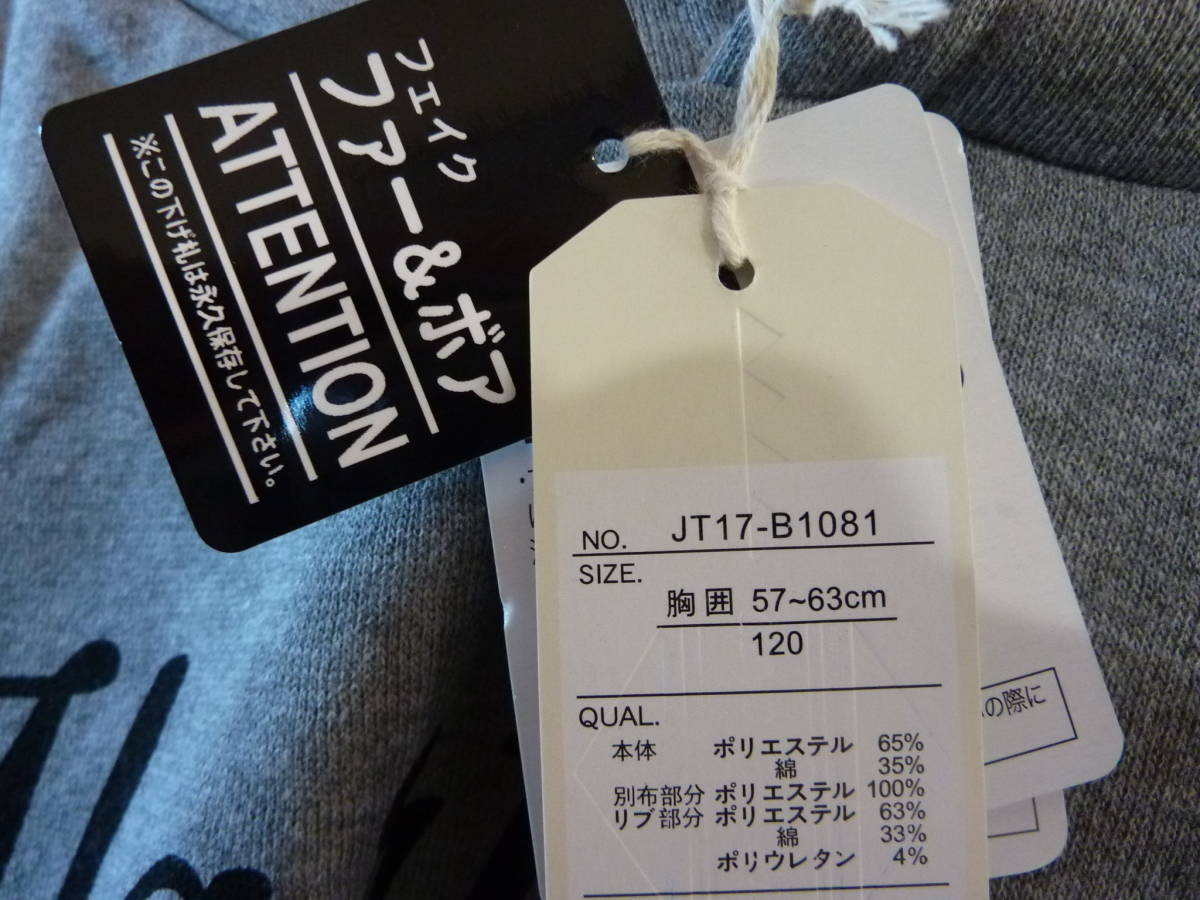 フェイク
ファー&ボア
ATTENTION
※この下げ札は永久保存して下さい。
NO. JT17-B1081
SIZE.
胸囲 57~63cm
120
QUAL.
本体 ポリエステル 65%
綿 35%
別布部分 ポリエステル 100%
リブ部分 ポリエステル 63%
綿 33%
ポリウレタン 4%
の際に